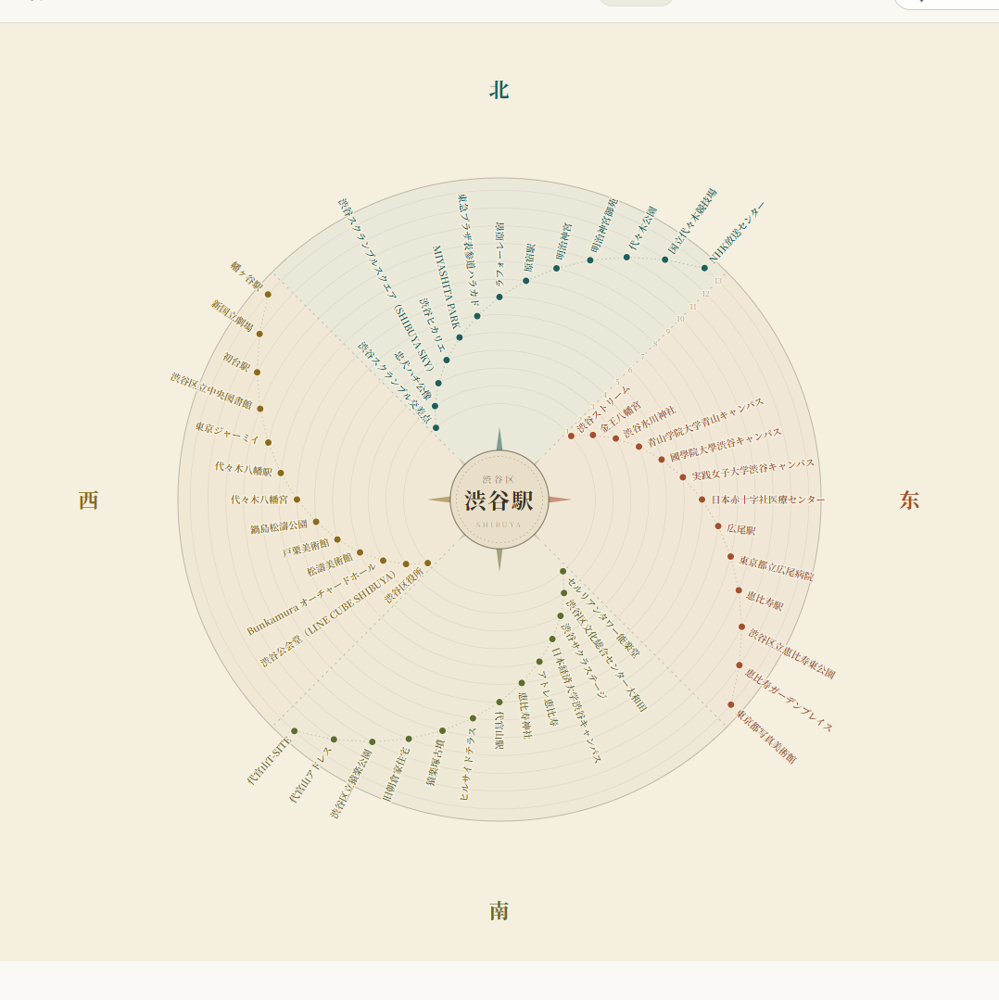 北
渋谷スクランブル交差点
忠犬ハチ公像
渋谷スクランブルスクエア（SHIBUYA SKY）
渋谷ヒカリエ
MIYASHITA PARK
東急プラザ表参道ハラカド
ラフォーレ原宿
原宿駅
明治神宮
明治神宮御苑
代々木公園
国立代々木競技場
NHK放送センター
13
12
11
10
9
8
7
6
5
4
3
1
渋谷ストリーム
金王八幡宮
渋谷氷川神社
青山学院大学青山キャンパス
國學院大學渋谷キャンパス
実践女子大学渋谷キャンパス
日本赤十字社医療センター
広尾駅
東京都立広尾病院
恵比寿駅
渋谷区立恵比寿東公園
恵比寿ガーデンプレイス
東京都写真美術館
东
渋谷区
渋谷駅
SHIBUYA
西
幡ヶ谷駅
新国立劇場
初台駅
渋谷区立中央図書館
東京ジャーミイ
代々木八幡駅
代々木八幡宮
鍋島松濤公園
戸栗美術館
松濤美術館
Bunkamura オーチャードホール
渋谷公会堂（LINE CUBE SHIBUYA）
渋谷区役所
セルリアンタワー能楽堂
渋谷区文化総合センター大和田
渋谷サクラステージ
日本経済大学渋谷キャンパス
アトレ恵比寿
恵比寿神社
代官山駅
ヒルサイドテラス
猿楽塚古墳
旧朝倉家住宅
渋谷区立猿楽公園
代官山アドレス
代官山T-SITE
南